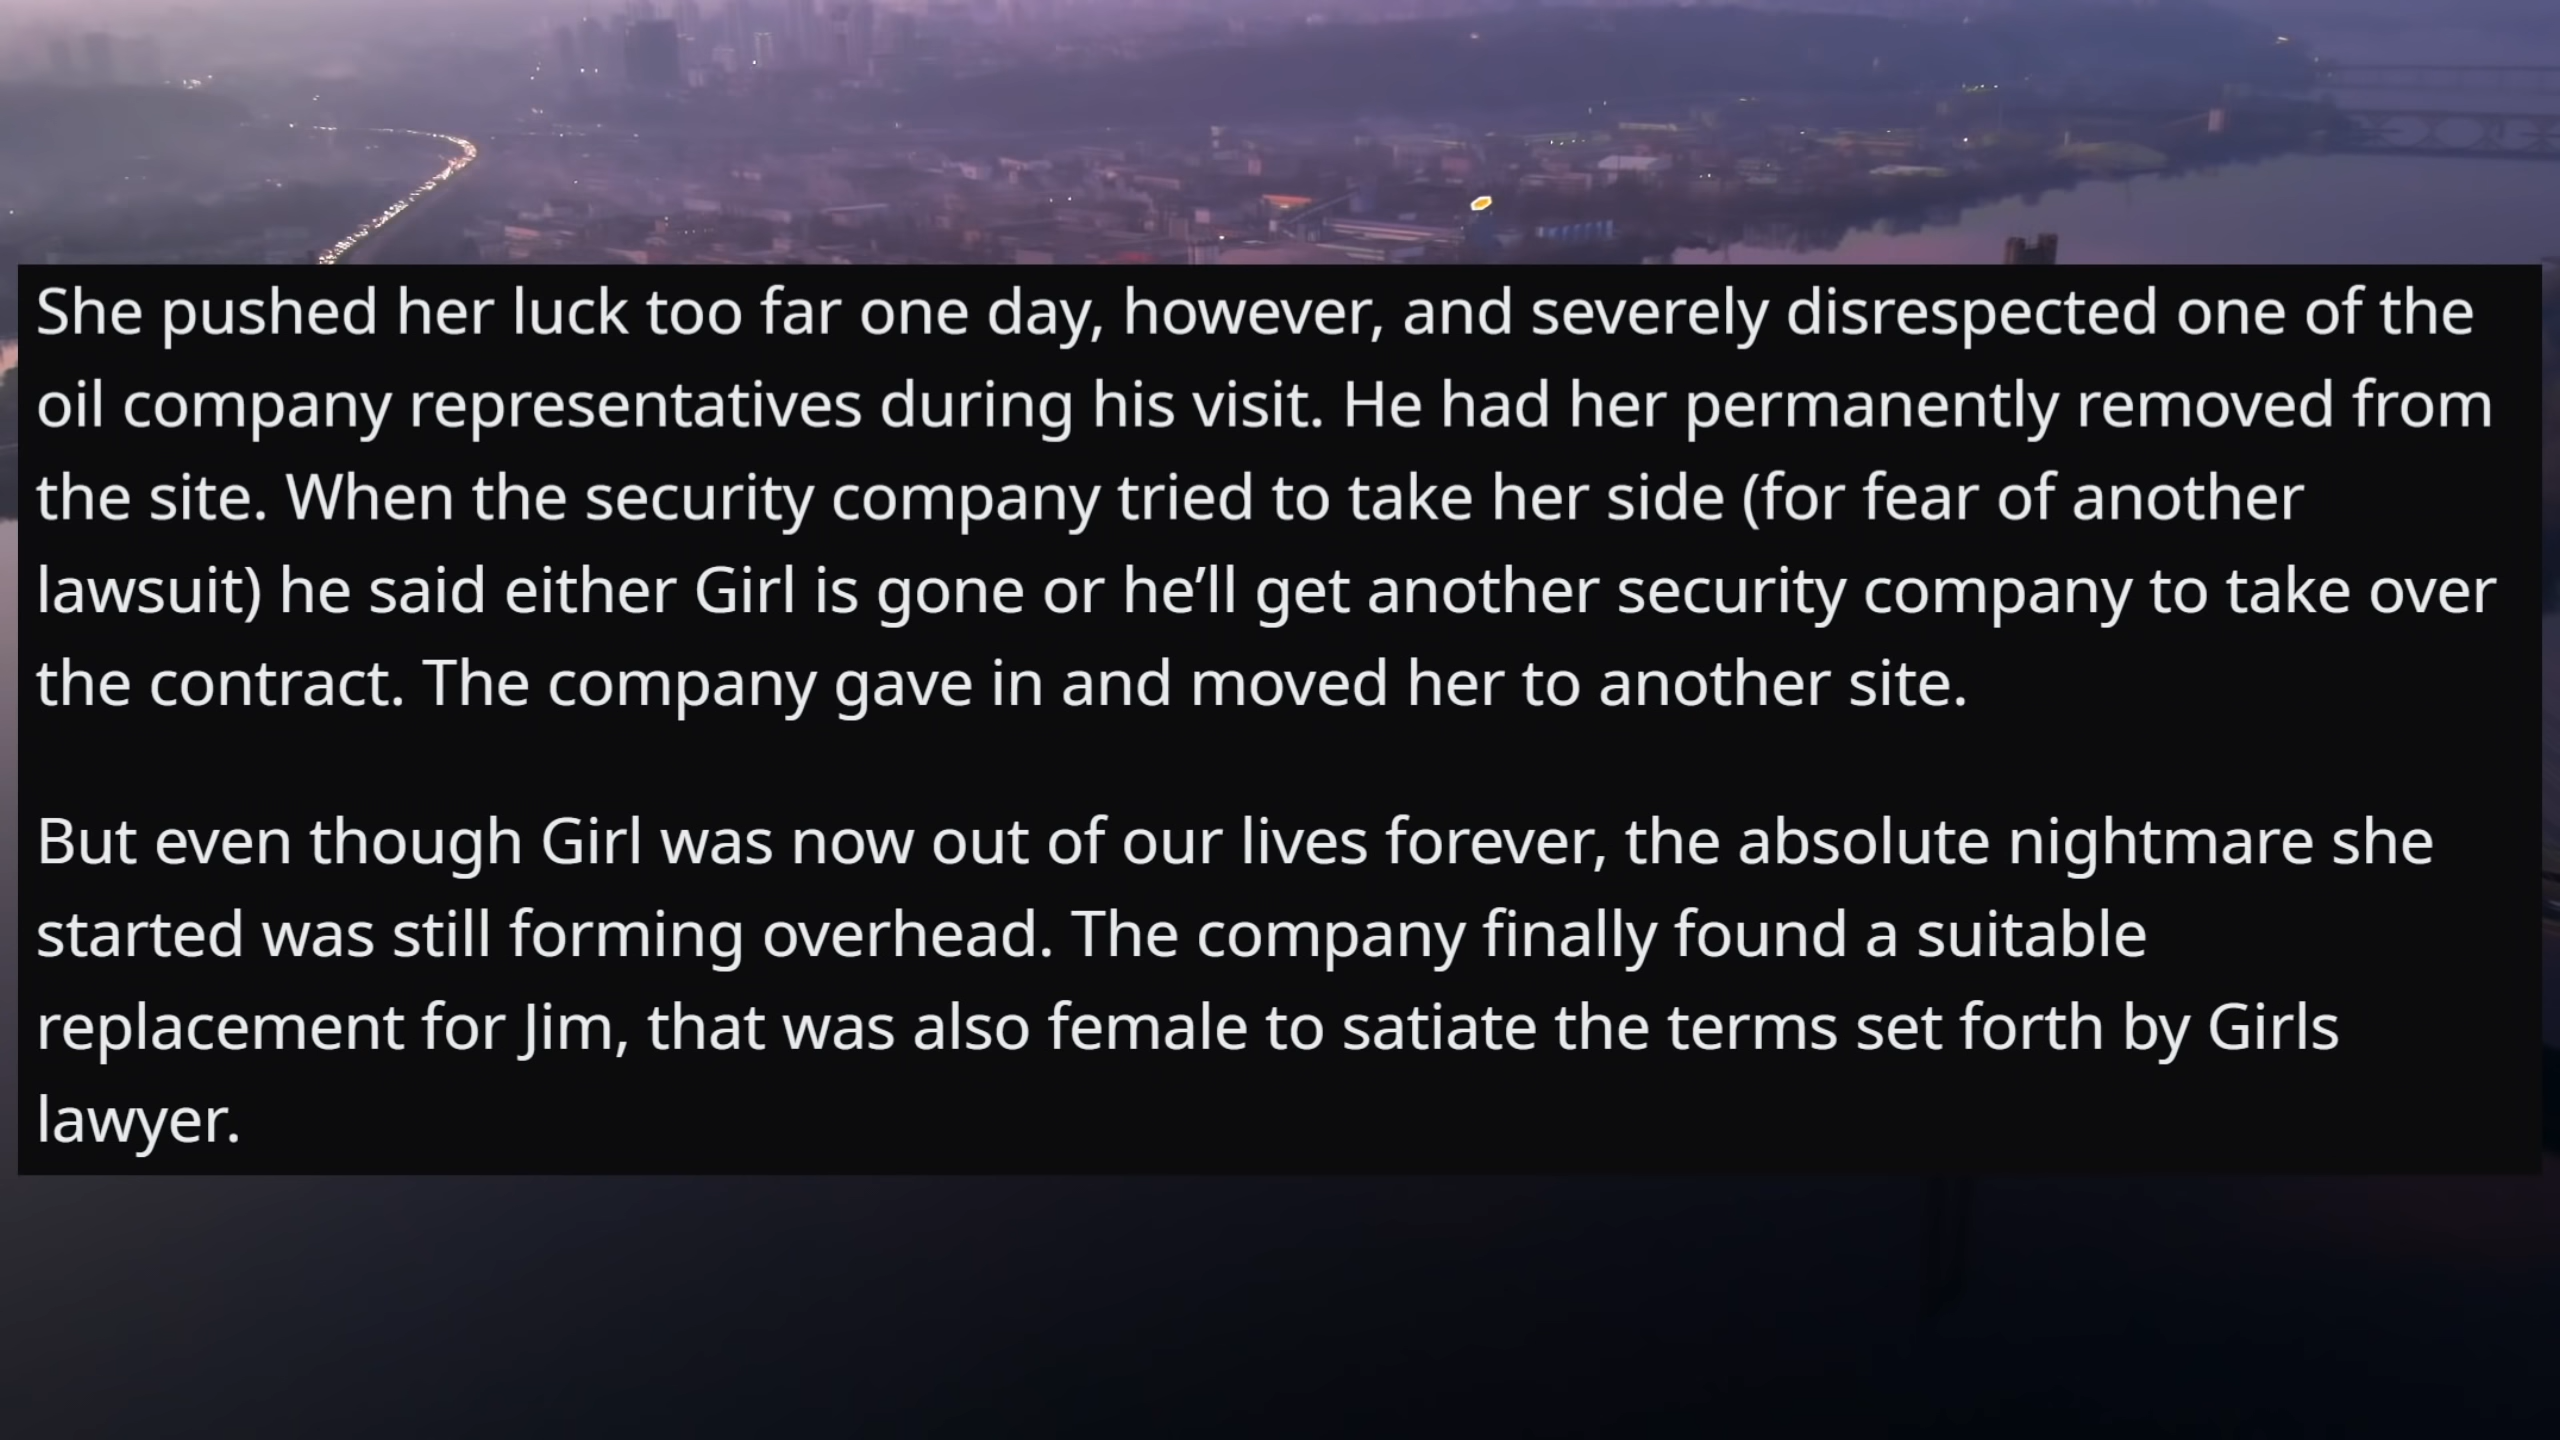 She pushed her luck too far one day, however, and severely disrespected one of the
oil company representatives during his visit. He had her permanently removed from
the site. When the security company tried to take her side (for fear of another
lawsuit) he said either Girl is gone or he’ll get another security company to take over
the contract. The company gave in and moved her to another site.
But even though Girl was now out of our lives forever, the absolute nightmare she
started was still forming overhead. The company finally found a suitable
replacement for Jim, that was also female to satiate the terms set forth by Girls
lawyer.